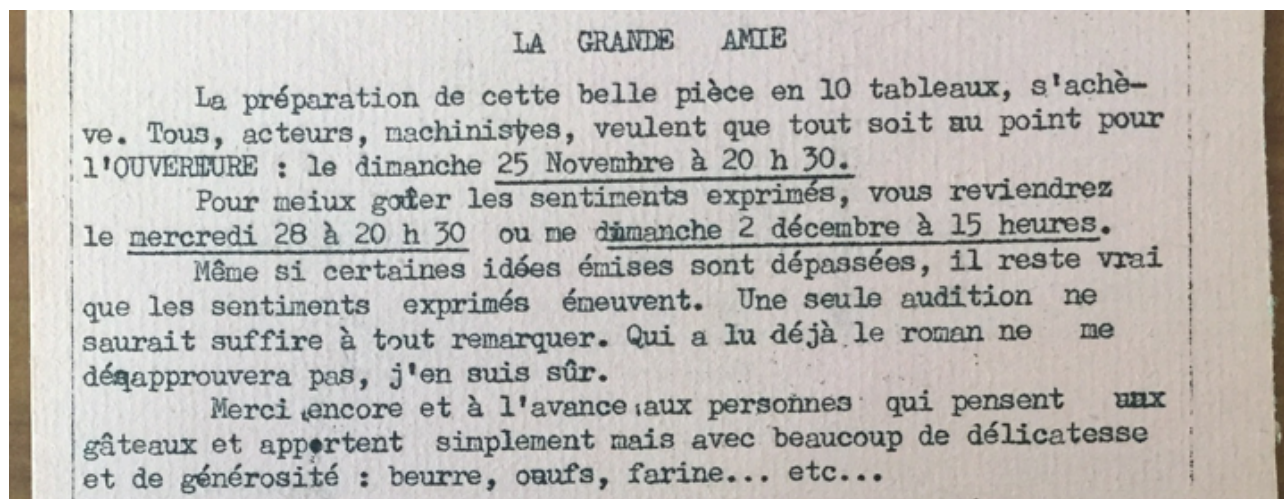 LA GRANDE AMIE
La préparation de cette belle pièce en 10 tableaux, s'achè-
ve. Tous, acteurs, machinistes, veulent que tout soit au point pour
l'OUVEREURE : le dimanche 25 Novembre à 20 h 30.
Pour meiux goûter les sentiments exprimés, vous reviendrez
le mercredi 28 à 20 h 30 ou me dimanche 2 décembre à 15 heures.
Même si certaines idées émises sont dépassées, il reste vrai
que les sentiments exprimés émeuvent. Une seule audition ne
saurait suffire à tout remarquer. Qui a lu déjà le roman ne me
désapprouvera pas, j'en suis sûr.
Merci encore et à l'avance aux personnes qui pensent aux
gâteaux et apportent simplement mais avec beaucoup de délicatesse
et de générosité : beurre, oeufs, farine... etc...